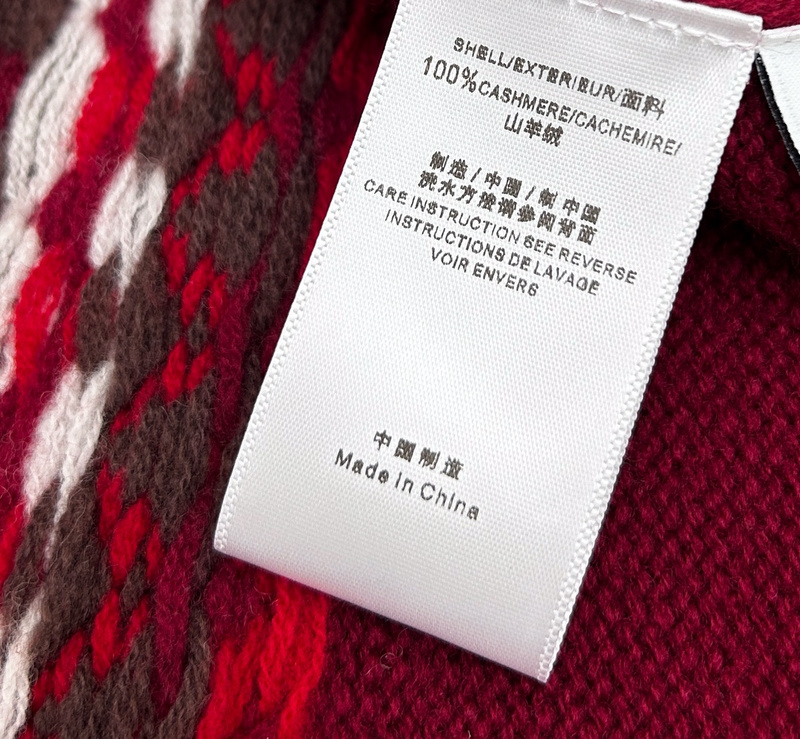 SHELL/EXTERIEUR/面料
100%CASHMERE/CACHEMIRE/
山羊绒
制造/中国/制中国
洗水方法请参阅背面
CARE INSTRUCTION SEE REVERSE
INSTRUCTIONS DE LAVAGE
VOIR ENVERS
中国制造
Made in China